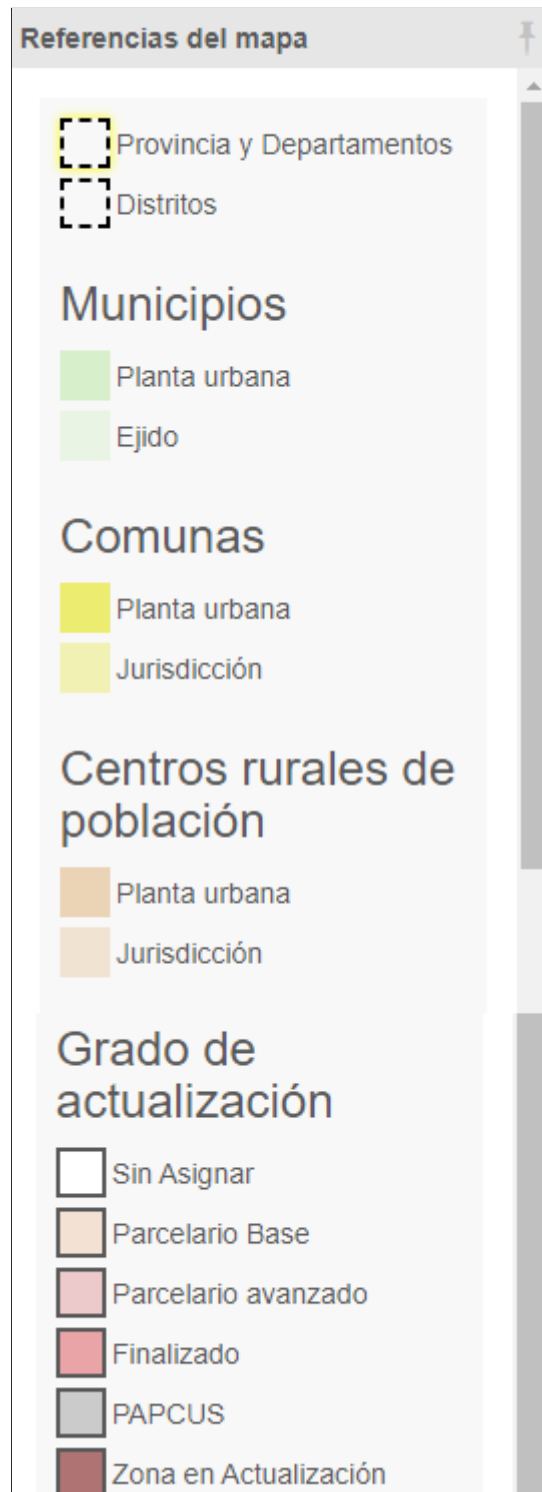 Referencias del mapa
Provincia y Departamentos
Distritos
Municipios
Planta urbana
Ejido
Comunas
Planta urbana
Jurisdicción
Centros rurales de
población
Planta urbana
Jurisdicción
Grado de
actualización
Sin Asignar
Parcelario Base
Parcelario avanzado
Finalizado
PAPCUS
Zona en Actualización